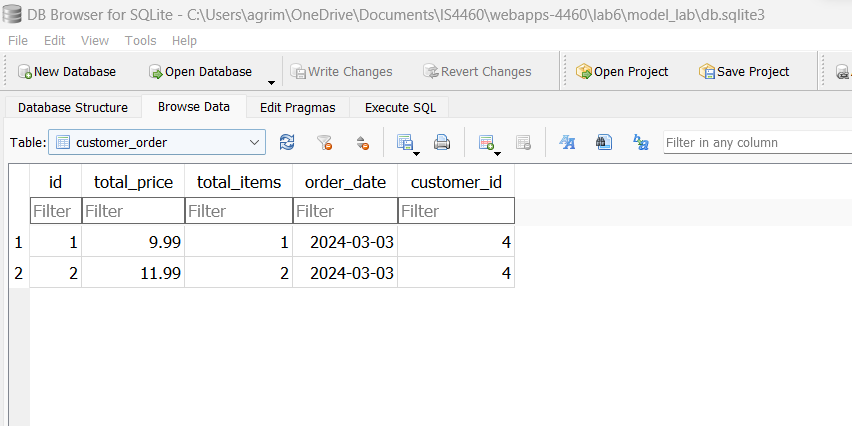 DB Browser for SQLite - C:\Users\agrim\OneDrive\Documents\IS4460\webapps-4460\lab6\model_lab\db.sqlite3
File Edit View Tools Help
New Database Open Database Write Changes Revert Changes Open Project Save Project
Database Structure Browse Data Edit Pragmas Execute SQL
Table: customer_order Filter in any column
id total_price total_items order_date customer_id
Filter Filter Filter Filter Filter
1 1 9.99 1 2024-03-03 4
2 2 11.99 2 2024-03-03 4